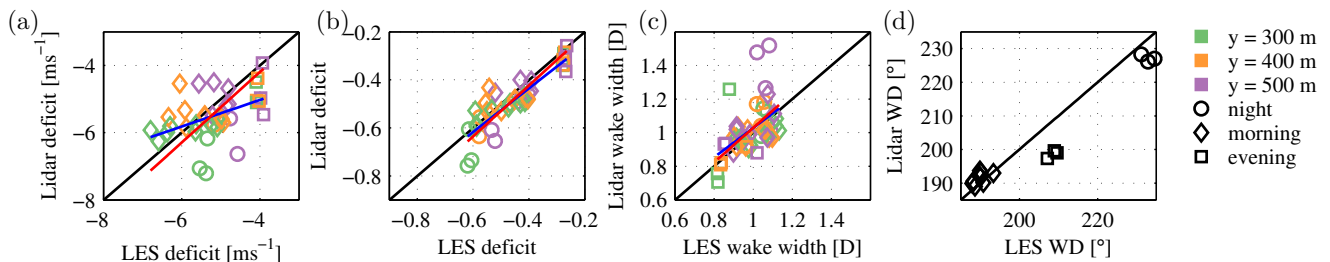 (a)
Lidar deficit [ms⁻¹]
−4
−6
−8
−8
−6
−4
LES deficit [ms⁻¹]
(b)
Lidar deficit
−0.2
−0.4
−0.6
−0.8
−0.8
−0.6
−0.4
−0.2
LES deficit
(c)
Lidar wake width [D]
1.6
1.4
1.2
1
0.8
0.6
0.6
0.8
1
1.2
1.4
LES wake width [D]
(d)
Lidar WD [°]
230
220
210
200
190
200
220
LES WD [°]
y = 300 m
y = 400 m
y = 500 m
night
morning
evening